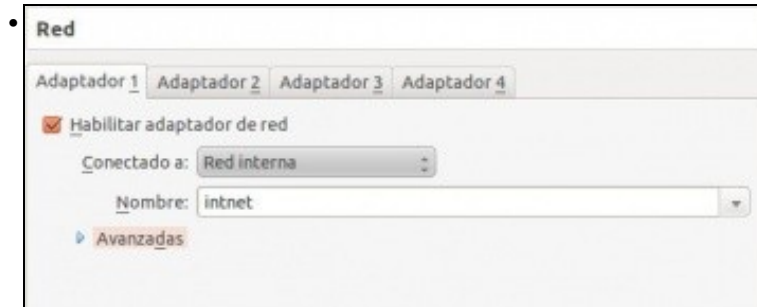 Red
Adaptador 1 Adaptador 2 Adaptador 3 Adaptador 4
Habilitar adaptador de red
Conectado a: Red interna
Nombre: intnet
Avanzadas